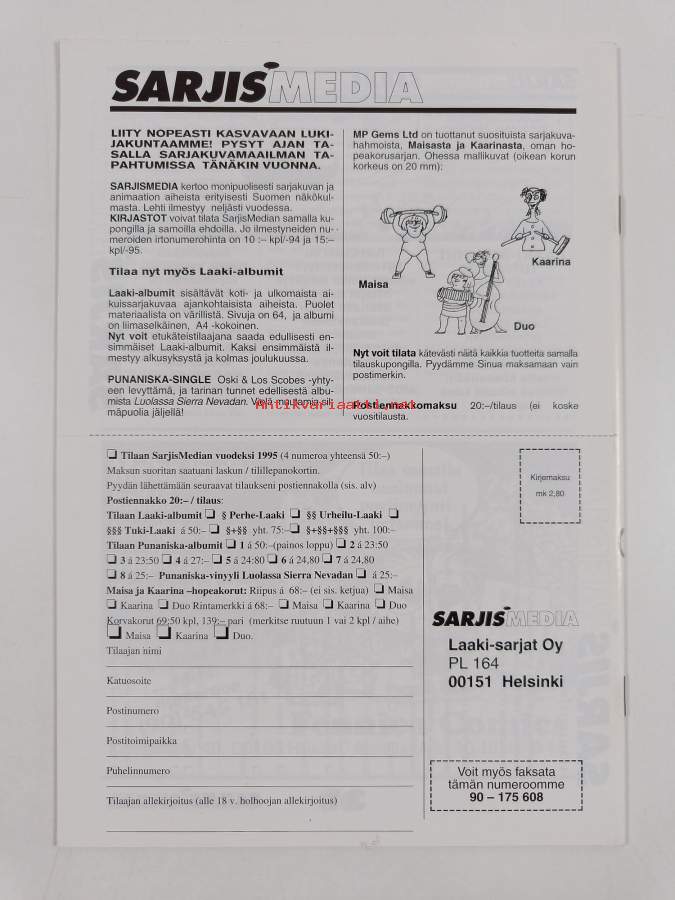 SARJISMEDIA
LIITY NOPEASTI KASVAVAAN LUKI-
JAKUNTAAMME! PYSYT AJAN TA-
SALLA SARJAKUVAMAAILMAN TA-
PAHTUMISSA TÄNÄKIN VUONNA.
SARJISMEDIA kertoo monipuolisesti sarjakuvan ja
animaation aiheista erityisesti Suomen näkökul-
masta. Lehti ilmestyy neljästi vuodessa.
KIRJASTOT voivat tilata SarjisMedian samalla ku-
pongilla ja samoilla ehdoilla. Jo ilmestyneiden nu-
meroiden irtonumerohinta on 10 :– kpl/-94 ja 15:–
kpl/-95.
Tilaa nyt myös Laaki-albumit
Laaki-albumit sisältävät koti- ja ulkomaista ai-
kuissarjakuvaa ajankohtaisista aiheista. Puolet
materiaalista on värillistä. Sivuja on 64, ja albumi
on liimaselkäinen, A4 -kokoinen.
Nyt voit etukäteistilaajana saada edullisesti en-
simmäiset Laaki-albumit. Kaksi ensimmäistä il-
mestyy alkusyksystä ja kolmas joulukuussa.
PUNANISKA-SINGLE Oski & Los Scobes -yhty-
een levyttämä, ja tarinan tunnet edellisestä albu-
mista Luolassa Sierra Nevadan. Vielä muutamia sil-
mäpuolia jäljellä!
MP Gems Ltd on tuottanut suosituista sarjakuva-
hahmoista, Maisasta ja Kaarinasta, oman ho-
peakorusarjan. Ohessa mallikuvat (oikean korun
korkeus on 20 mm):
Kaarina
Maisa
Duo
Nyt voit tilata kätevästi näitä kaikkia tuotteita samalla
tilauskupongilla. Pyydämme Sinua maksamaan vain
postimerkin.
Antikvariaatti.net
Postiennakkomaksu 20:–/tilaus (ei koske
vuositilausta.
❏ Tilaan SarjisMedian vuodeksi 1995 (4 numeroa yhteensä 50:–)
Maksun suoritan saatuani laskun / tilillepanokortin.
Pyydän lähettämään seuraavat tilaukseni postiennakolla (sis. alv)
Postiennakko 20:– / tilaus:
Tilaan Laaki-albumit ❏ § Perhe-Laaki ❏ §§ Urheilu-Laaki ❏
§§§ Tuki-Laaki á 50:– ❏ §+§§ yht. 75:– ❏ §+§§+§§§ yht. 100:–
Tilaan Punaniska-albumit ❏ 1 á 50:–(painos loppu) ❏ 2 á 23:50
❏ 3 á 23:50 ❏ 4 á 27:– ❏ 5 á 24:80 ❏ 6 á 24,80 ❏ 7 á 24,80
❏ 8 á 25:– Punaniska-vinyyli Luolassa Sierra Nevadan ❏ á 25:–
Maisa ja Kaarina –hopeakorut: Riipus á 68:– (ei sis. ketjua) ❏ Maisa
❏ Kaarina ❏ Duo Rintamerkki á 68:– ❏ Maisa ❏ Kaarina ❏ Duo
Korvakorut 69:50 kpl, 139:– pari (merkitse ruutuun 1 vai 2 kpl / aihe)
❏ Maisa ❏ Kaarina ❏ Duo.
Tilaajan nimi
Katuosoite
Postinumero
Postitoimipaikka
Puhelinnumero
Tilaajan allekirjoitus (alle 18 v. holhoojan allekirjoitus)
Kirjemaksu
mk 2,80
SARJISMEDIA
Laaki-sarjat Oy
PL 164
00151 Helsinki
Voit myös faksata
tämän numeroomme
90 – 175 608